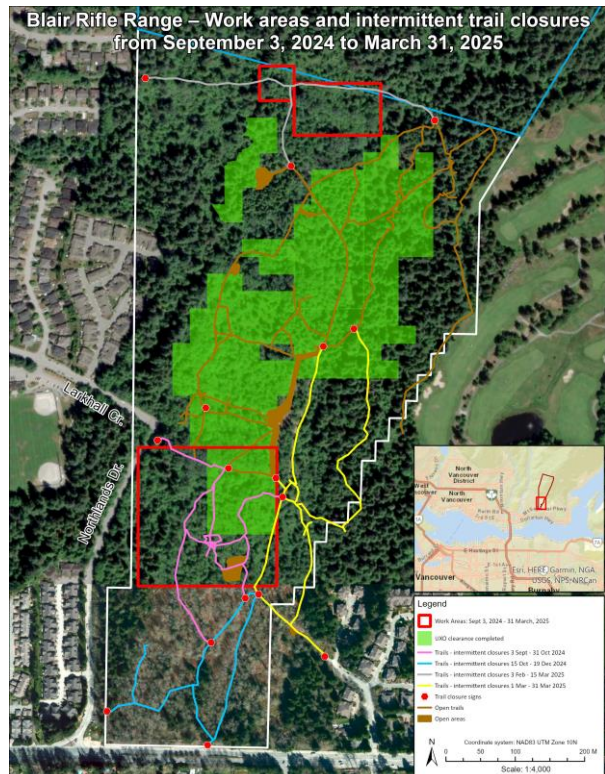 Blair Rifle Range – Work areas and intermittent trail closures
from September 3, 2024 to March 31, 2025
Larkhall Cr.
Northlands Dr.
North
Vancouver
District
North
Vancouver
West
Vancouver
E Hastings St
Burnaby
Esri, HERE, Garmin, NGA,
USGS, NPS, NRCan
Legend
Work Areas: Sept 3, 2024 - 31 March, 2025
UXO clearance completed
Trails - intermittent closures 3 Sept - 31 Oct 2024
Trails - intermittent closures 15 Oct - 19 Dec 2024
Trails - intermittent closures 3 Feb - 15 Mar 2025
Trails - intermittent closures 1 Mar - 31 Mar 2025
Trail closure signs
Open trails
Open areas
Coordinate system: NAD83 UTM Zone 10N
N
0 100 200 M
Scale: 1:4,000